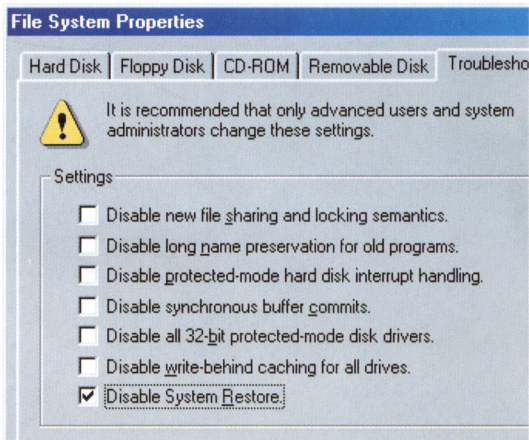 File System Properties
Hard Disk
Floppy Disk
CD-ROM
Removable Disk
Troublesho
It is recommended that only advanced users and system
administrators change these settings.
Settings
Disable new file sharing and locking semantics.
Disable long name preservation for old programs.
Disable protected-mode hard disk interrupt handling.
Disable synchronous buffer commits.
Disable all 32-bit protected-mode disk drivers.
Disable write-behind caching for all drives.
Disable System Restore.